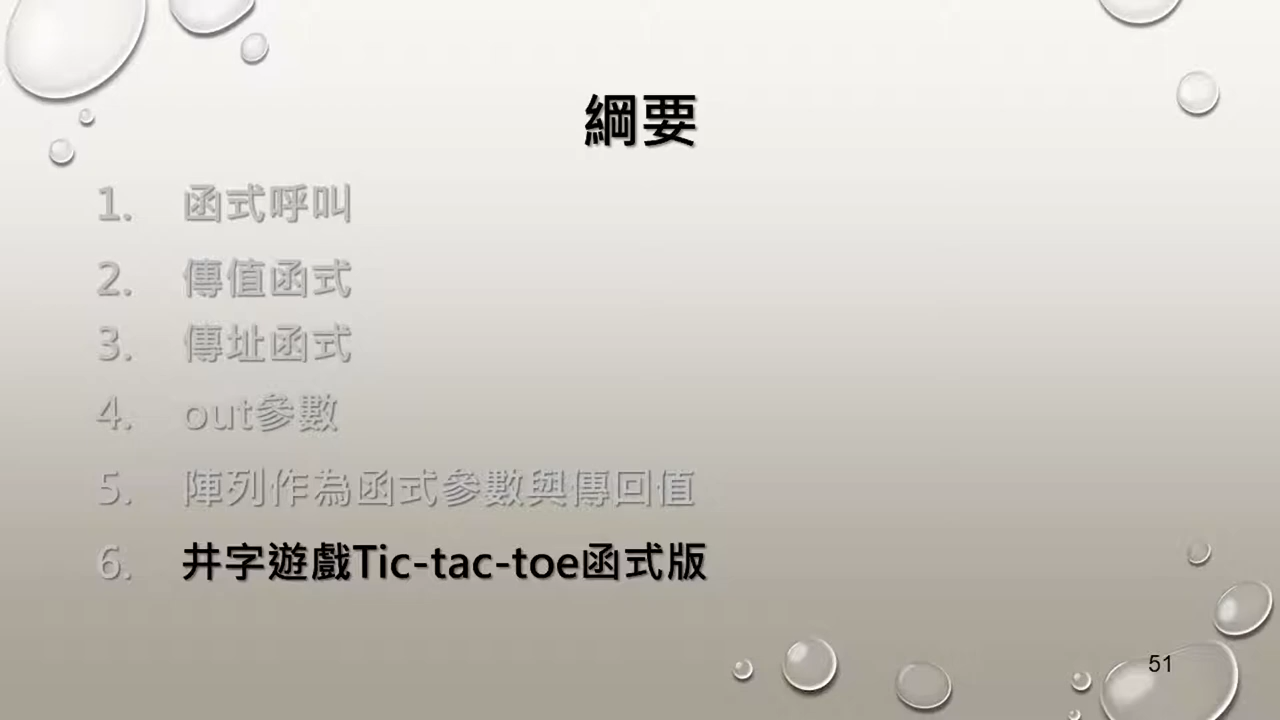 綱要
1. 函式呼叫
2. 傳值函式
3. 傳址函式
4. out參數
5. 陣列作為函式參數與傳回值
6. 井字遊戲Tic-tac-toe函式版
51